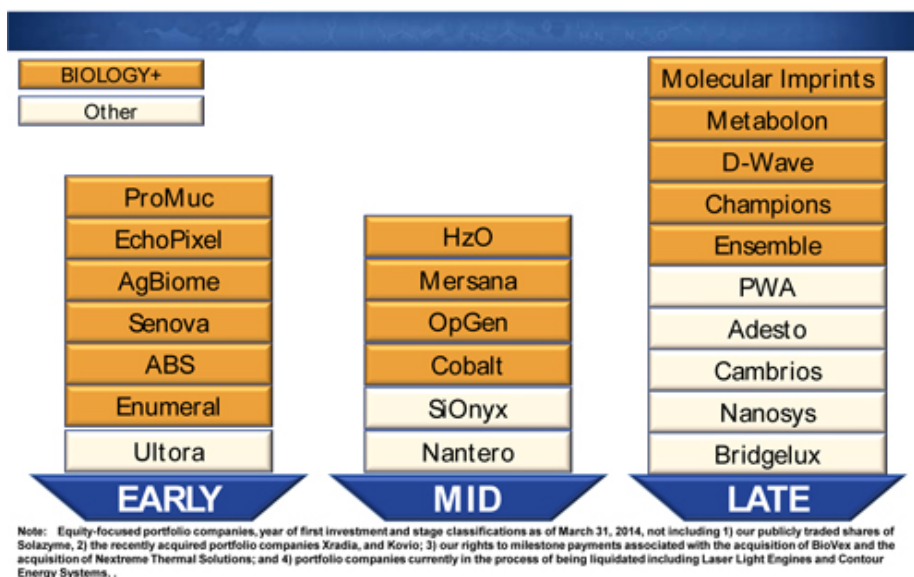 BIOLOGY+
Other
ProMuc
EchoPixel
AgBiome
Senova
ABS
Enumeral
Ultora
EARLY
HzO
Mersana
OpGen
Cobalt
SiOnyx
Nantero
MID
Molecular Imprints
Metabolon
D-Wave
Champions
Ensemble
PWA
Adesto
Cambrios
Nanosys
Bridgelux
LATE
Note: Equity-focused portfolio companies, year of first investment and stage classifications as of March 31, 2014, not including 1) our publicly traded shares of
Solazyme, 2) the recently acquired portfolio companies Xradia, and Kovio; 3) our rights to milestone payments associated with the acquisition of BioVex and the
acquisition of Nextreme Thermal Solutions; and 4) portfolio companies currently in the process of being liquidated including Laser Light Engines and Contour
Energy Systems. .